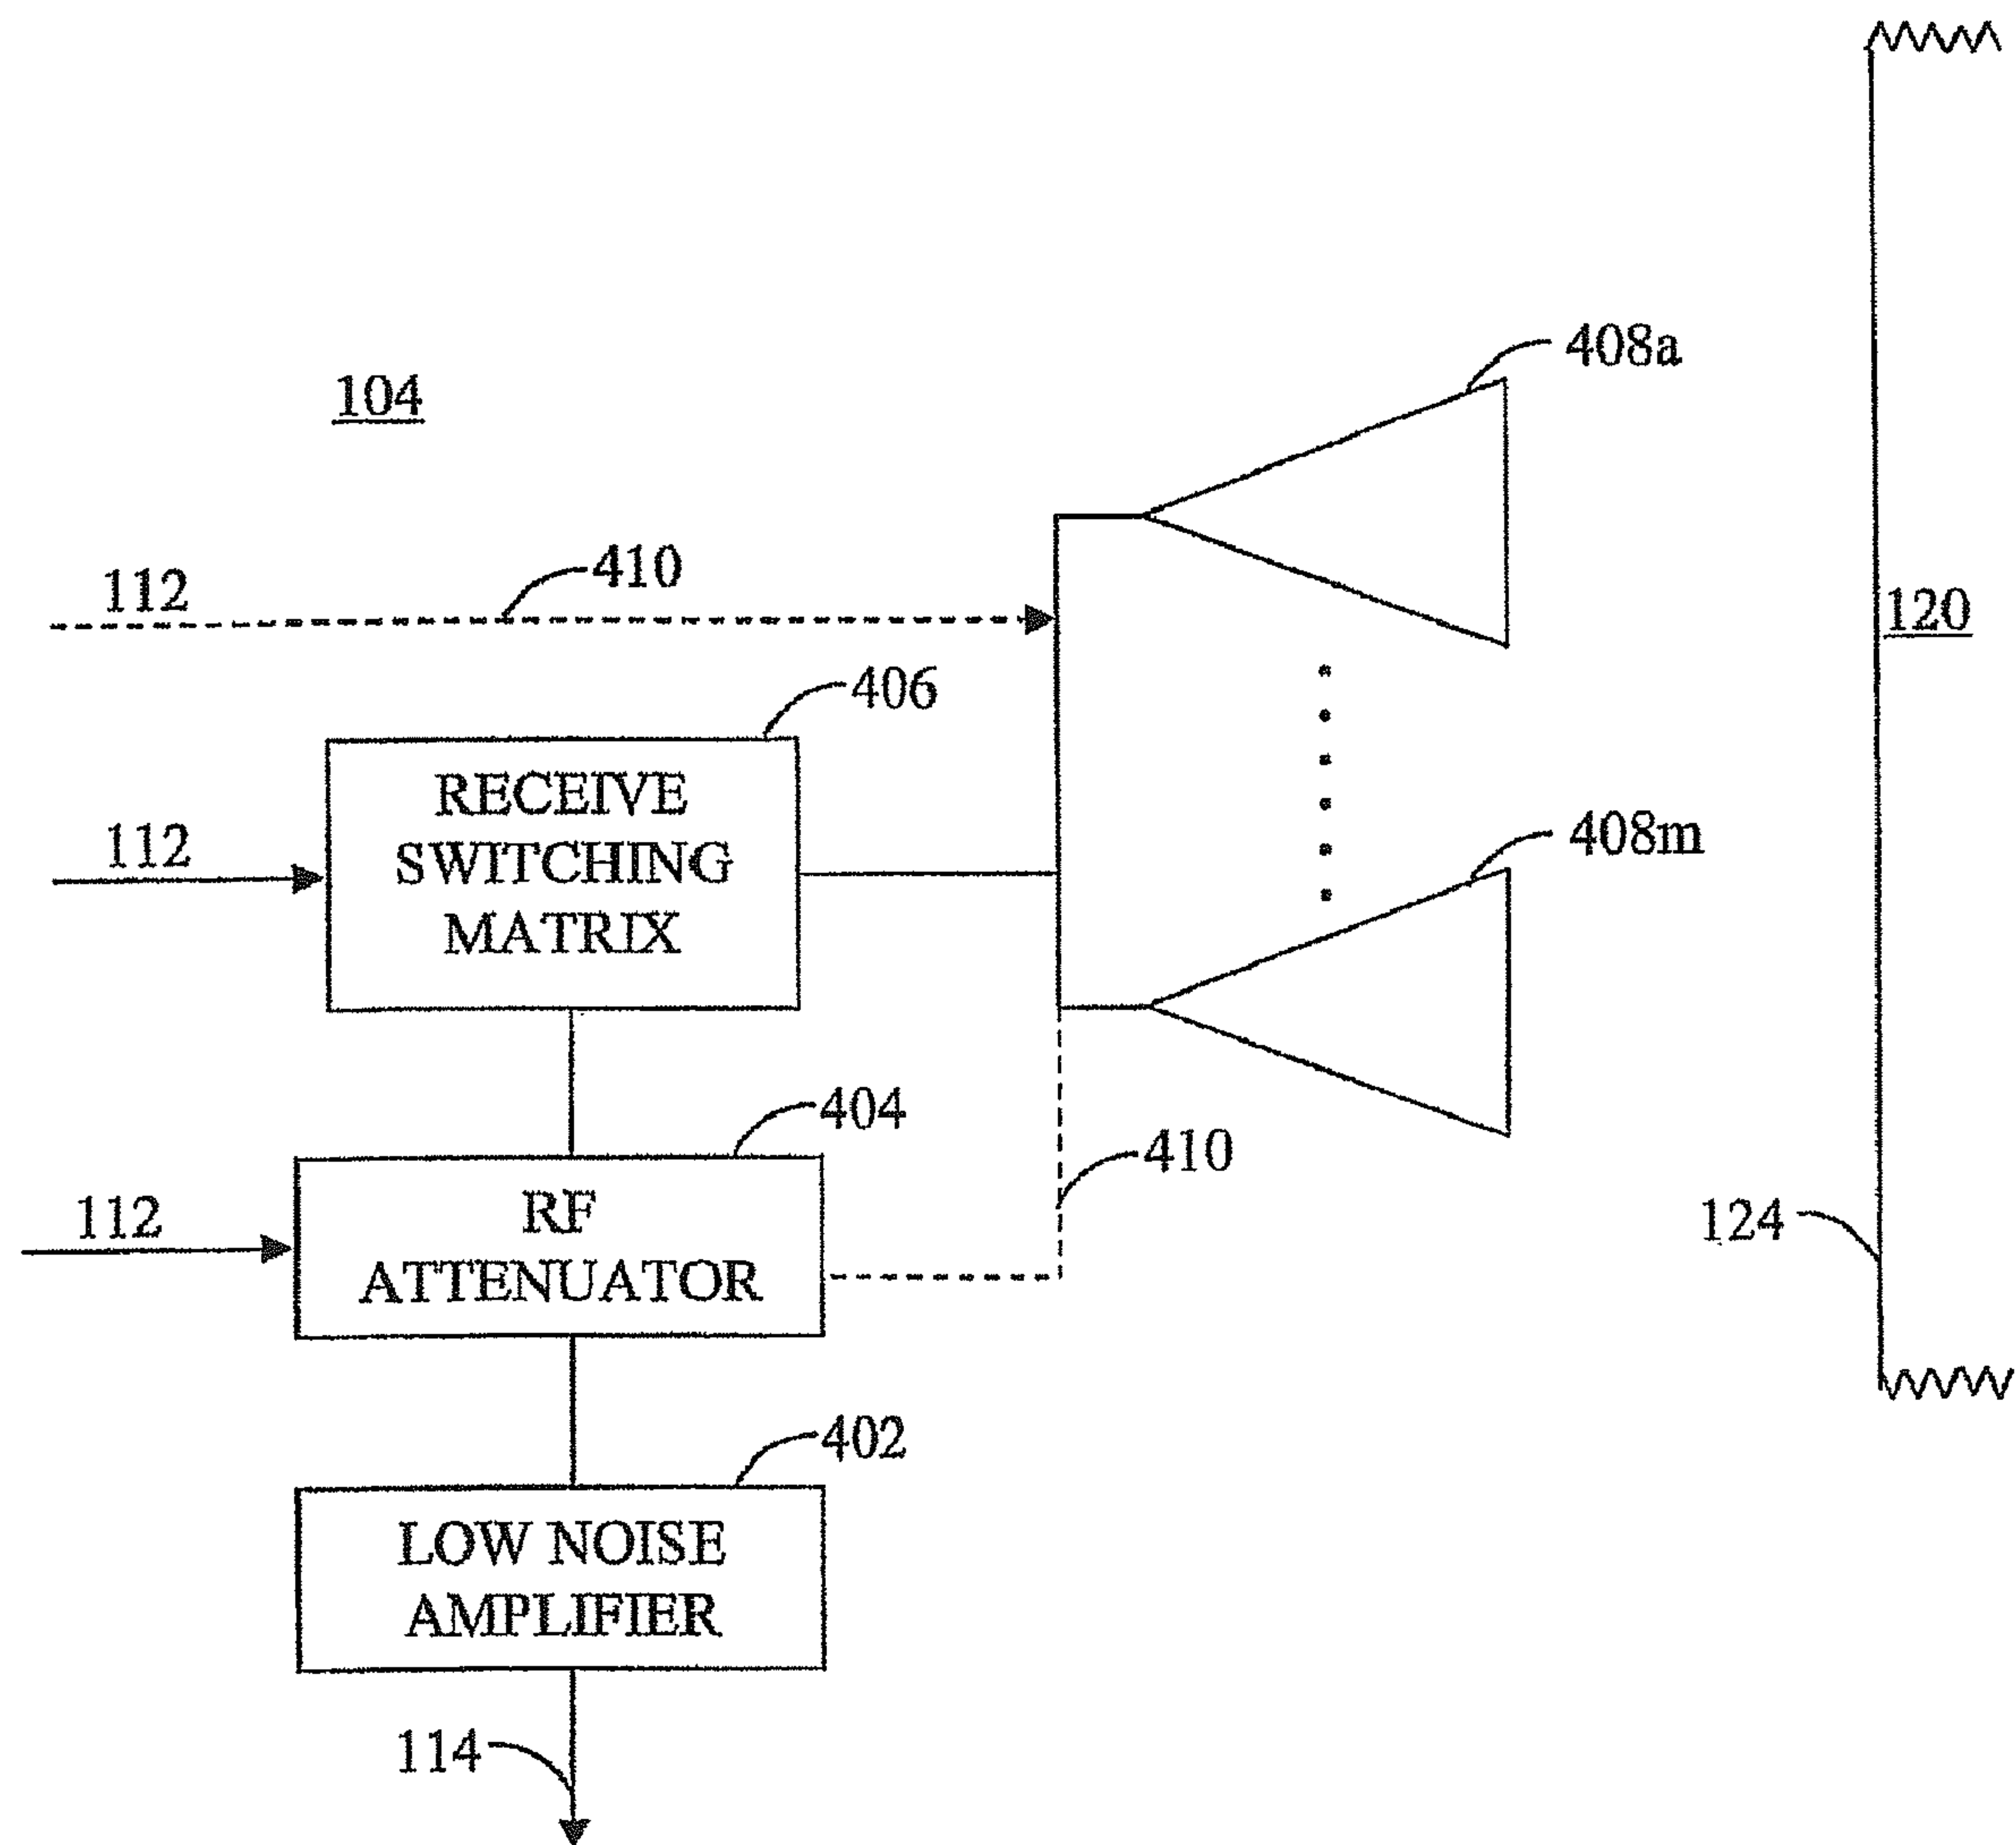 408a
104
410
112
120
406
RECEIVE
SWITCHING
MATRIX
112
408m
404
410
RF
ATTENUATOR
112
124
402
LOW NOISE
AMPLIFIER
114